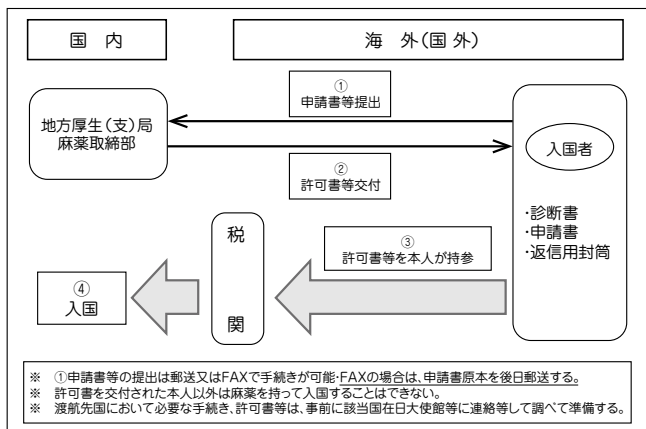 国 内
海 外(国 外)
①
申請書等提出
地方厚生(支)局
麻薬取締部
②
許可書等交付
入国者
・診断書
・申請書
・返信用封筒
税
関
③
許可書等を本人が持参
④
入国
※ ①申請書等の提出は郵送又はFAXで手続きが可能・FAXの場合は、申請書原本を後日郵送する。
※ 許可書を交付された本人以外は麻薬を持って入国することはできない。
※ 渡航先国において必要な手続き、許可書等は、事前に該当国在日大使館等に連絡等して調べて準備する。